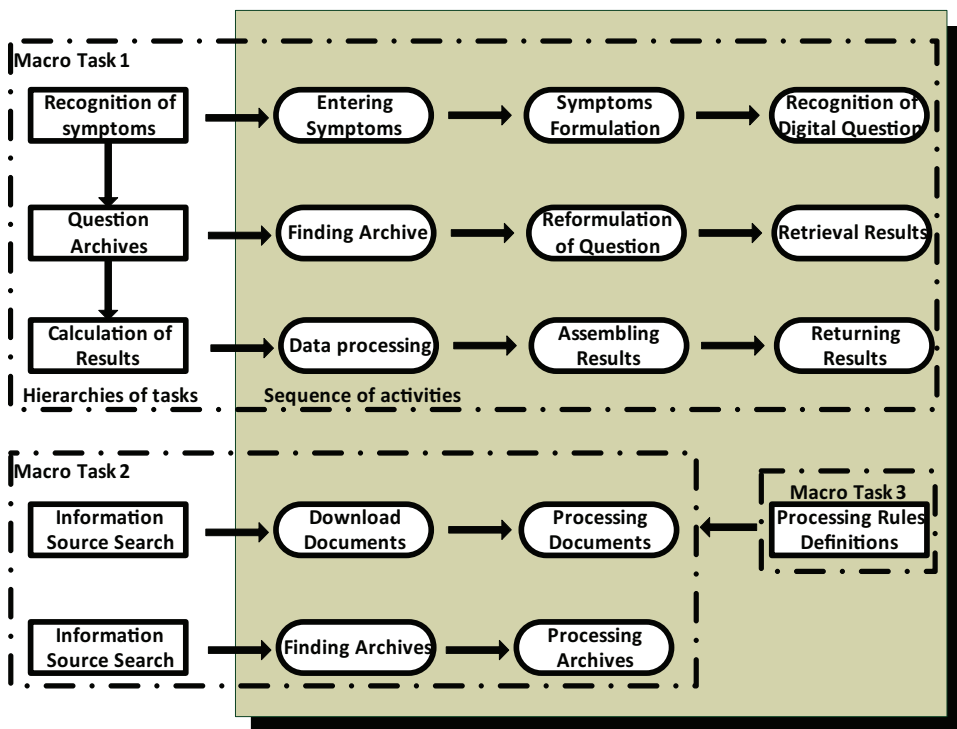 Macro Task 1
Recognition of
symptoms
Entering
Symptoms
Symptoms
Formulation
Recognition of
Digital Question
Question
Archives
Finding Archive
Reformulation
of Question
Retrieval Results
Calculation of
Results
Data processing
Assembling
Results
Returning
Results
Hierarchies of tasks
Sequence of activities
Macro Task 2
Information
Source Search
Download
Documents
Processing
Documents
Macro Task 3
Processing Rules
Definitions
Information
Source Search
Finding Archives
Processing
Archives